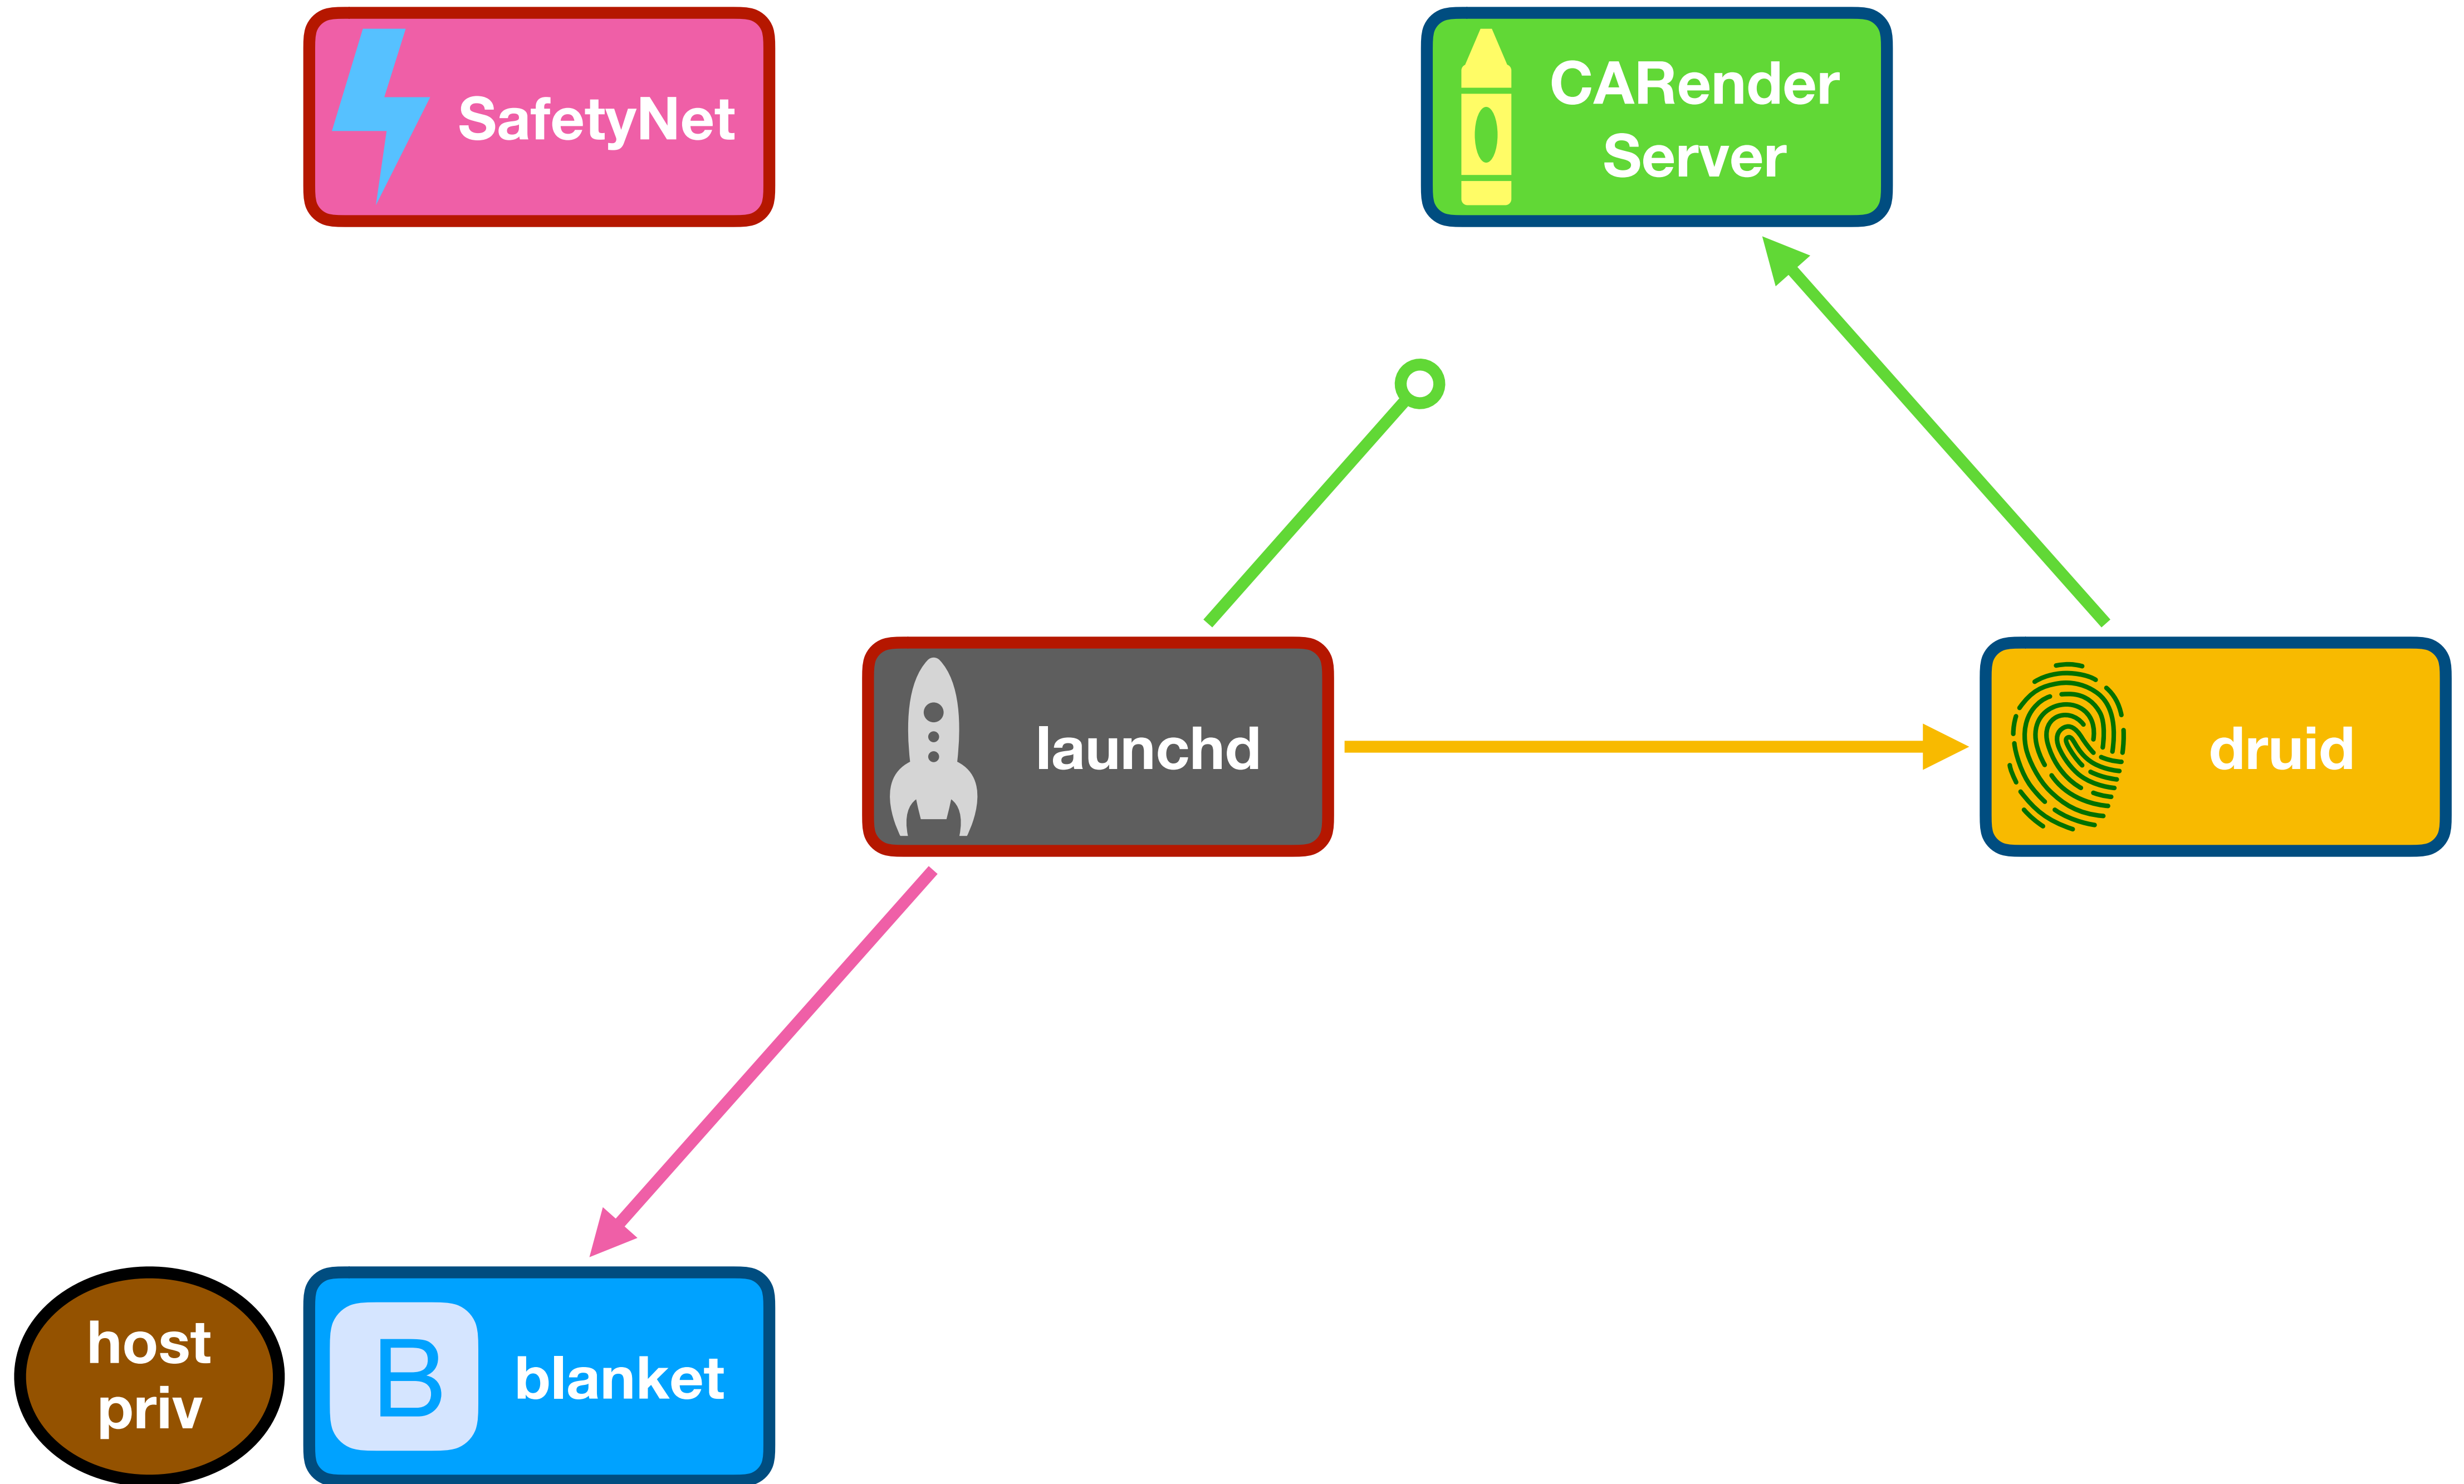 SafetyNet
CARender
Server
launchd
druid
host
priv
B
blanket